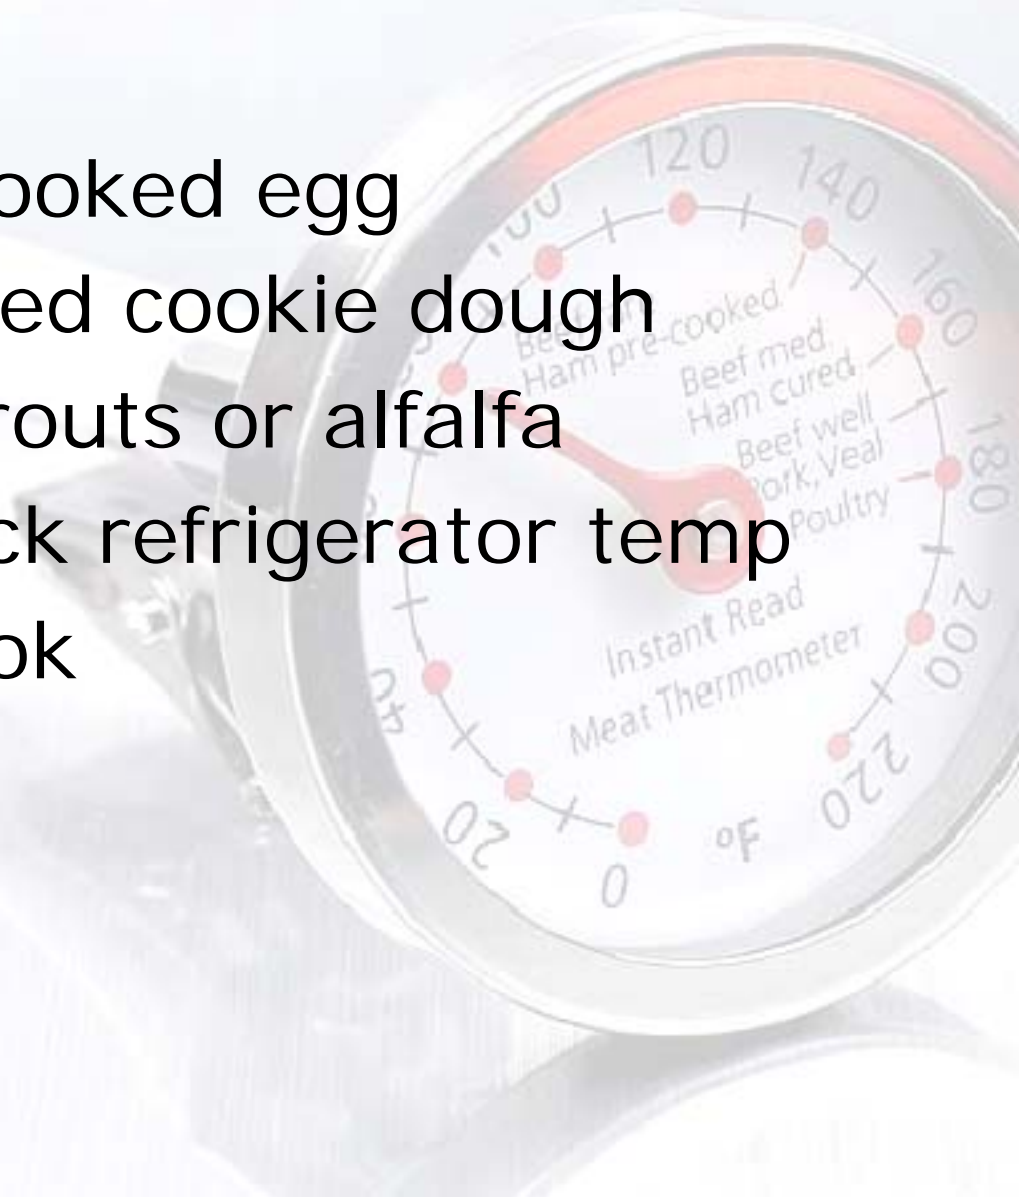 ooked egg
ed cookie dough
routs or alfalfa
ck refrigerator temp
ok
120
140
160
180
200
220
°F
0
20
40
Ham pre-cooked
Beef med.
Ham cured
Beef well
Pork, Veal
Poultry
Instant Read
Meat Thermometer